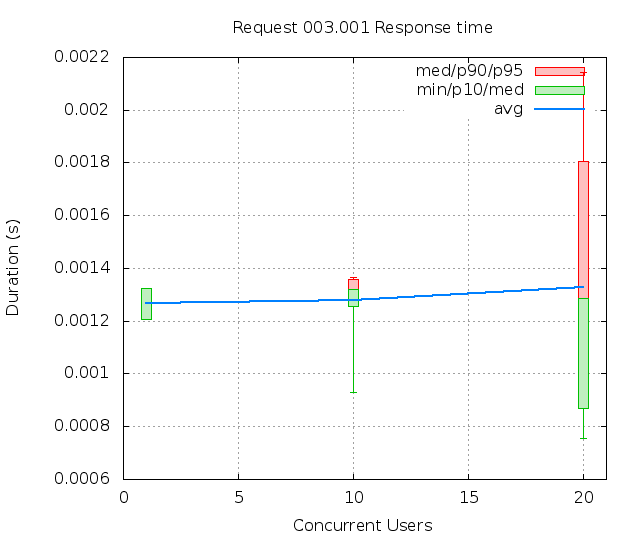 Request 003.001 Response time
med/p90/p95
min/p10/med
avg
Duration (s)
0.0022
0.002
0.0018
0.0016
0.0014
0.0012
0.001
0.0008
0.0006
0 5 10 15 20
Concurrent Users